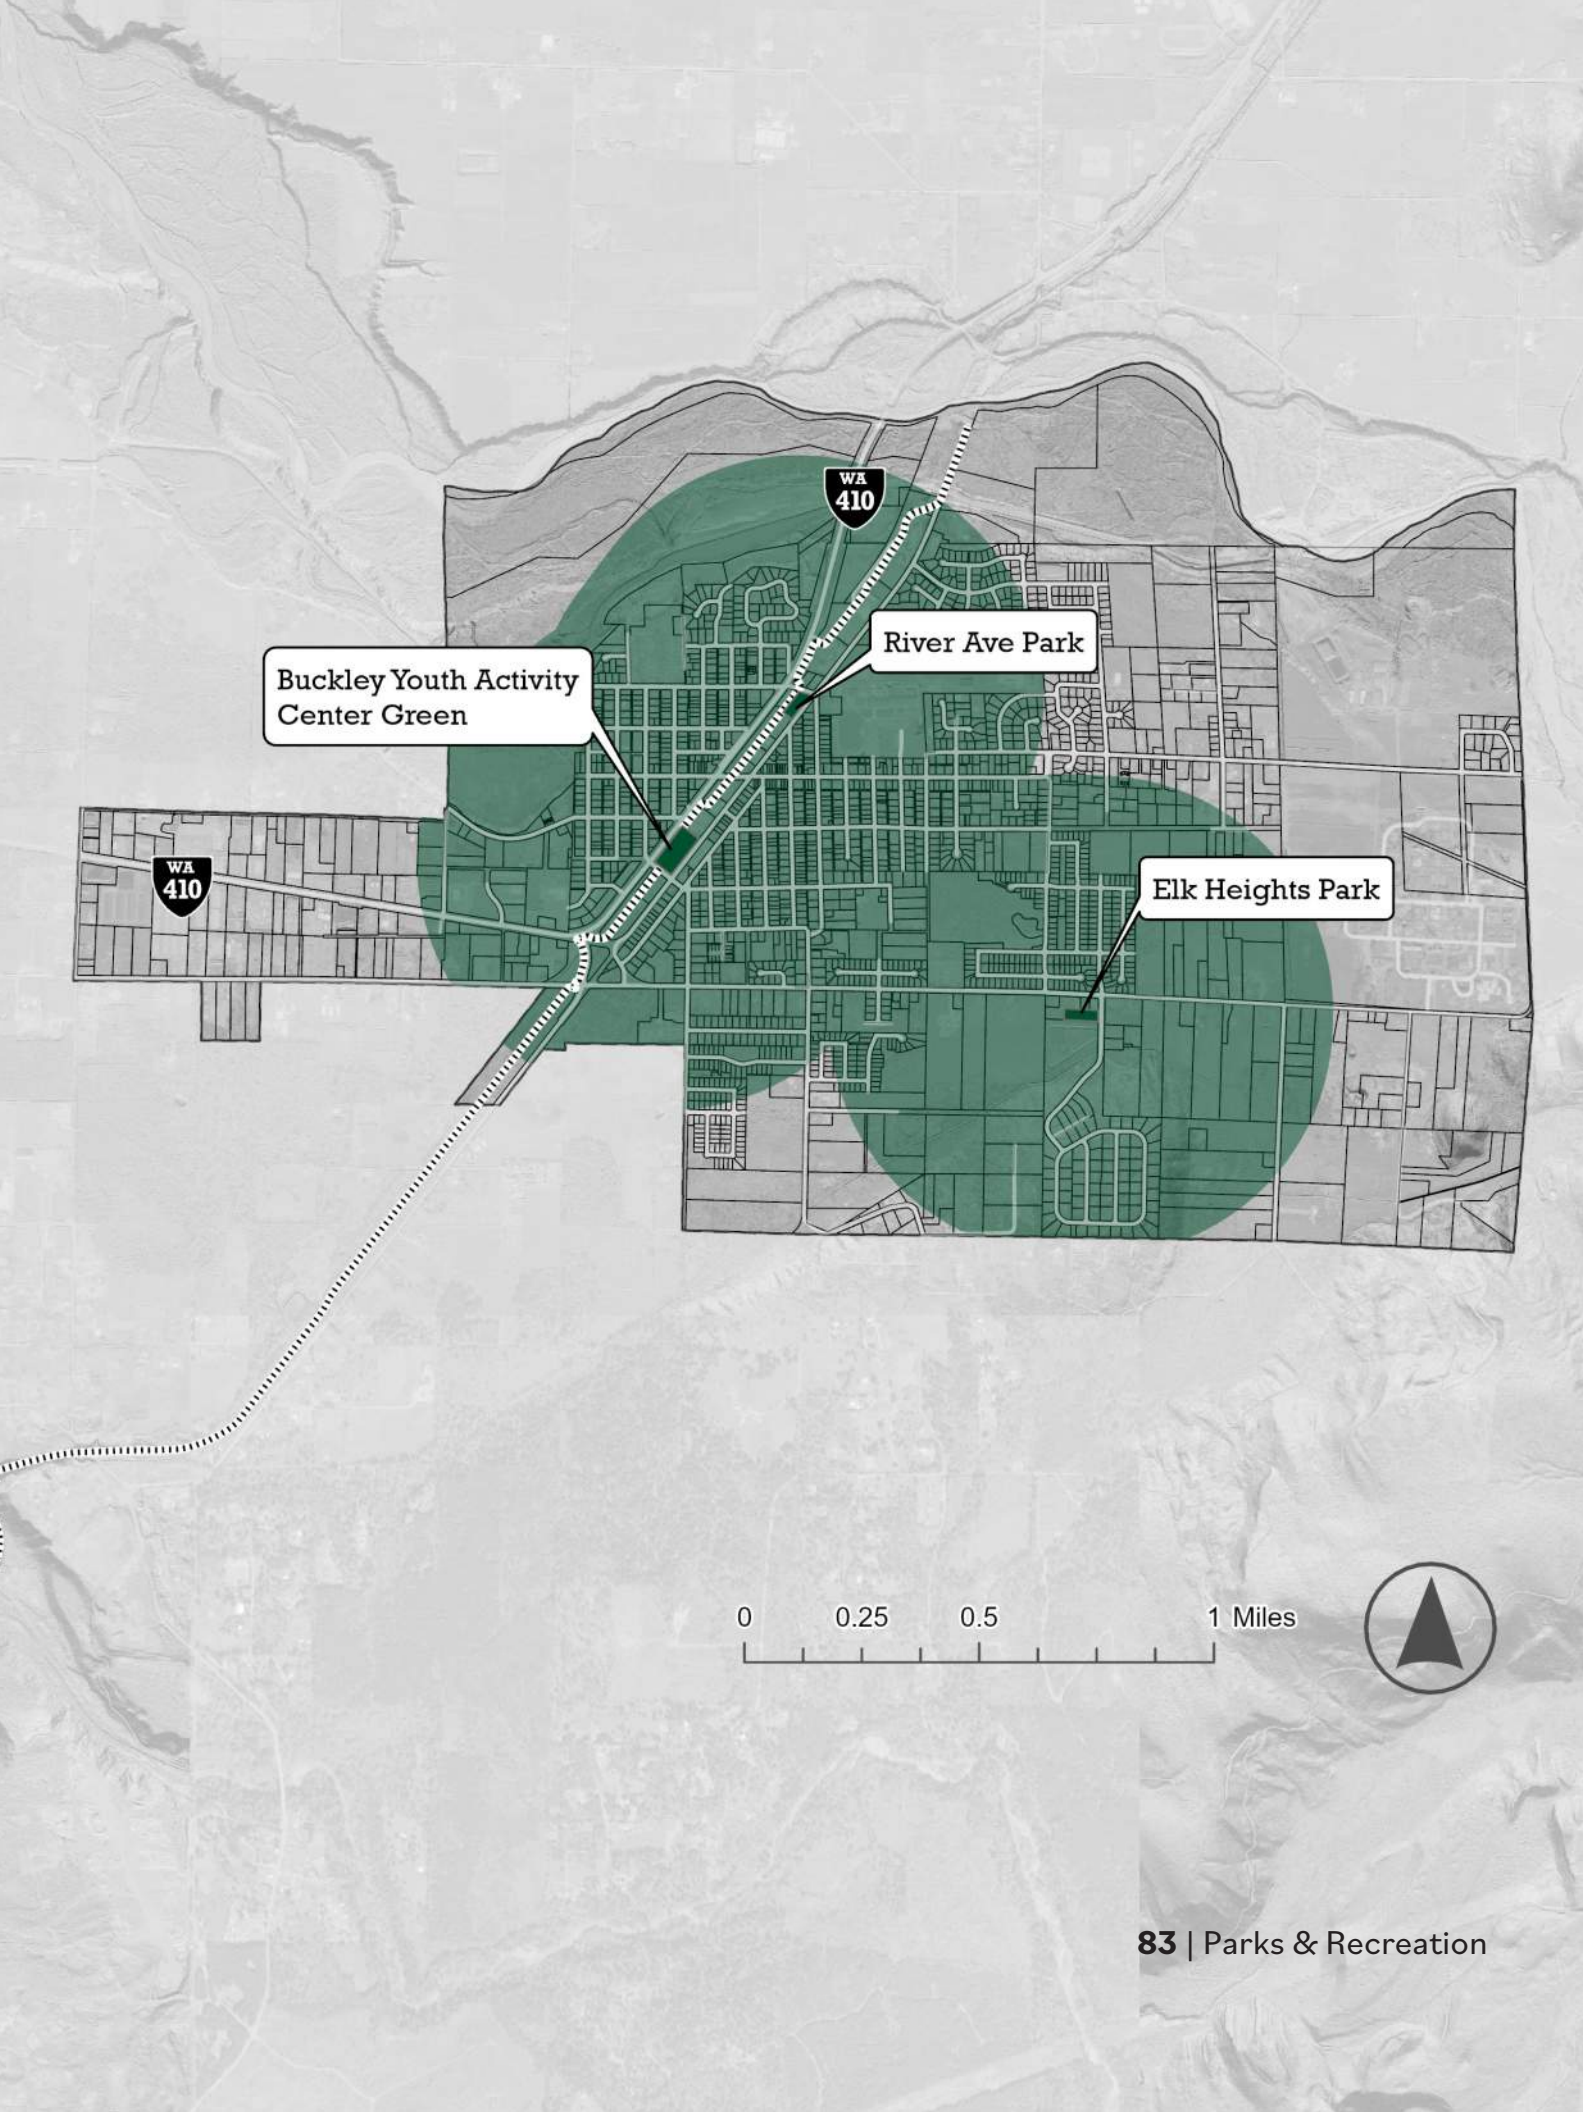 WA
410
River Ave Park
Buckley Youth Activity
Center Green
WA
410
Elk Heights Park
0 0.25 0.5 1 Miles
83 | Parks & Recreation